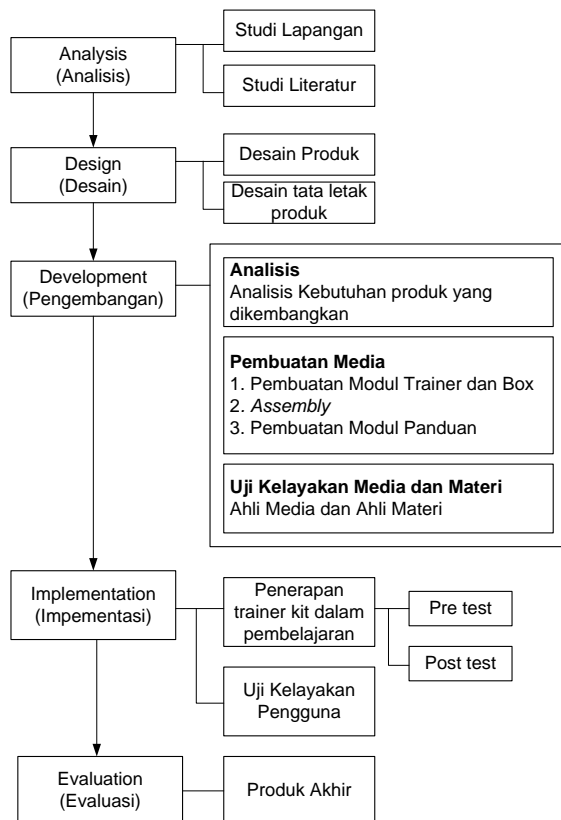 Analysis
(Analisis)
Studi Lapangan
Studi Literatur
Design
(Desain)
Desain Produk
Desain tata letak
produk
Development
(Pengembangan)
Analisis
Analisis Kebutuhan produk yang
dikembangkan
Pembuatan Media
1. Pembuatan Modul Trainer dan Box
2. Assembly
3. Pembuatan Modul Panduan
Uji Kelayakan Media dan Materi
Ahli Media dan Ahli Materi
Implementation
(Impementasi)
Penerapan
trainer kit dalam
pembelajaran
Pre test
Post test
Uji Kelayakan
Pengguna
Evaluation
(Evaluasi)
Produk Akhir